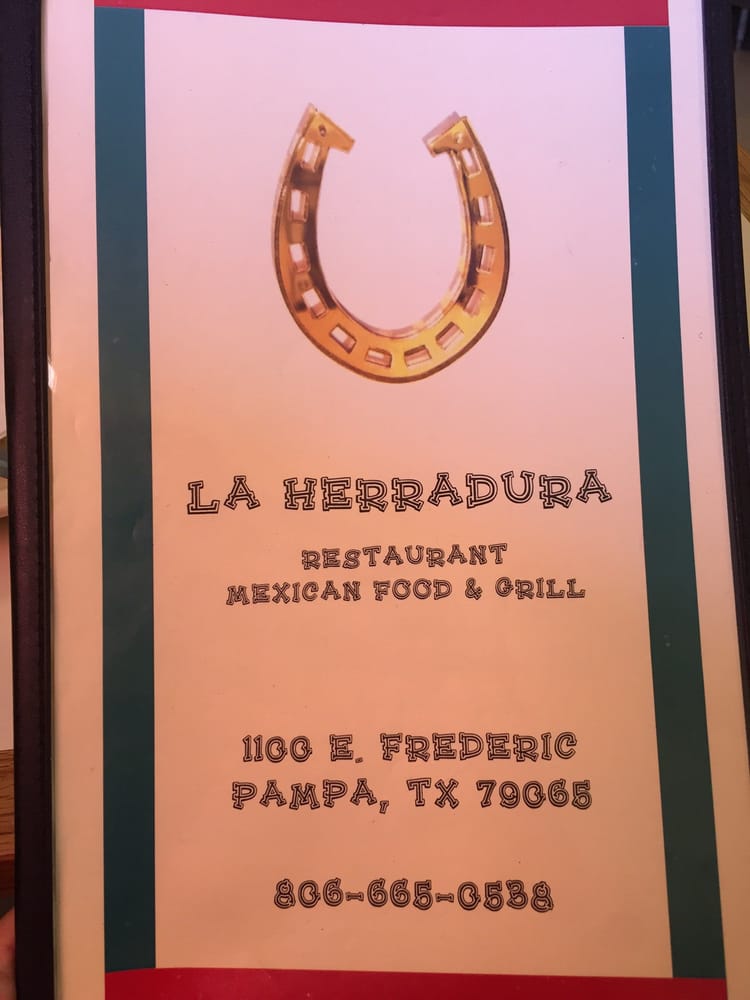 LA HERRADURA
RESTAURANT
MEXICAN FOOD & GRILL
1100 E. FREDERIC
PAMPA, TX 79065
806-665-0538